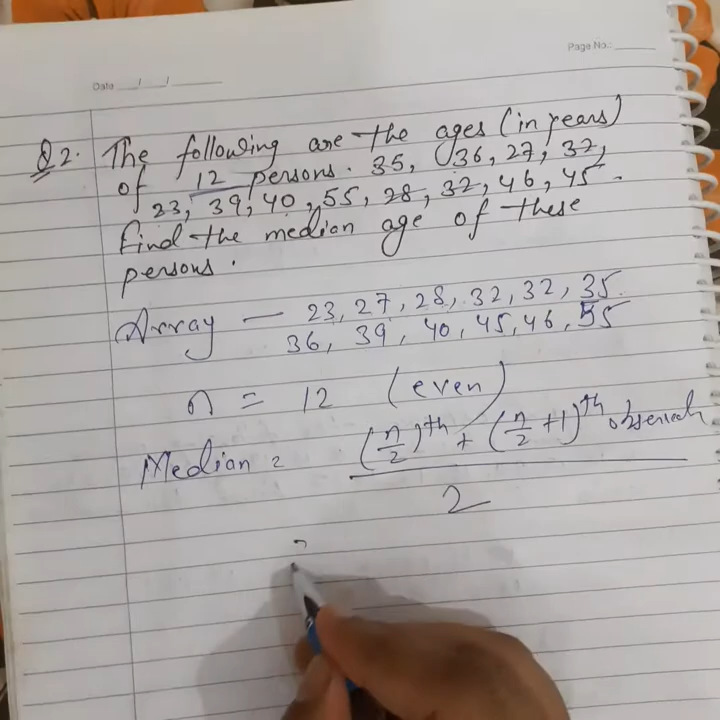 Page No.:
Date / /
Q2. The following are the ages (in years)
of 12 persons. 35, 36, 27, 32,
23, 39, 40, 55, 28, 32, 46, 45.
Find the median age of these
persons.
Array — 23, 27, 28, 32, 32, 35
36, 39, 40, 45, 46, 55
n = 12 (even)
Median = (n/2)th + (n/2 + 1)th
2
=